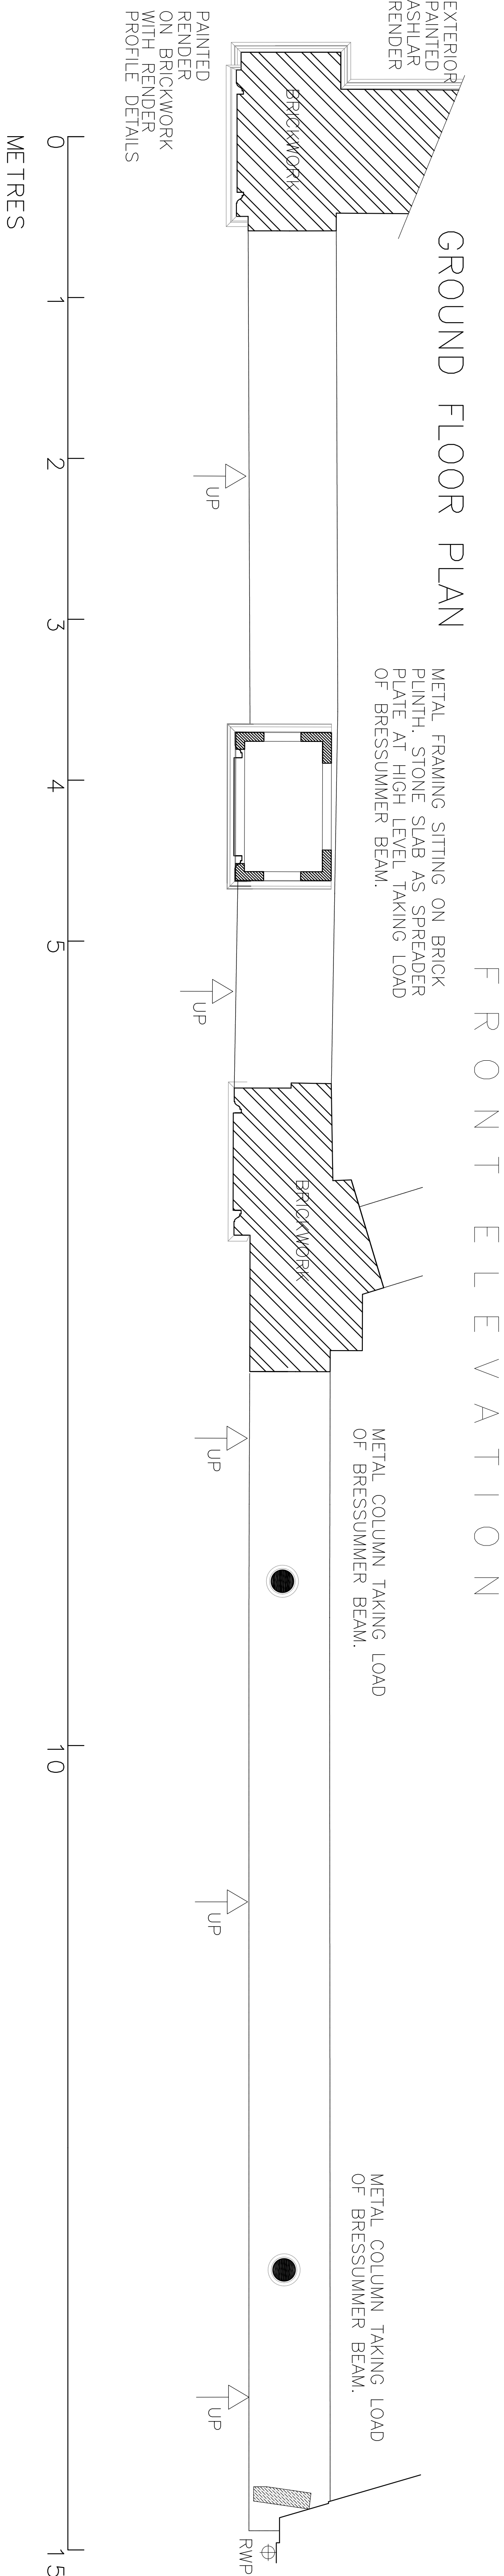 FRONT ELEVATION
EXTERIOR
PAINTED
ASHLAR
RENDER
GROUND FLOOR PLAN
METAL FRAMING SITTING ON BRICK
PLINTH. STONE SLAB AS SPREADER
PLATE AT HIGH LEVEL TAKING LOAD
OF BRESSUMMER BEAM.
METAL COLUMN TAKING LOAD
OF BRESSUMMER BEAM.
METAL COLUMN TAKING LOAD
OF BRESSUMMER BEAM.
BRICKWORK
BRICKWORK
UP
UP
UP
UP
UP
RWP
PAINTED
RENDER
ON BRICKWORK
WITH RENDER
PROFILE DETAILS
0 1 2 3 4 5 10 15
METRES